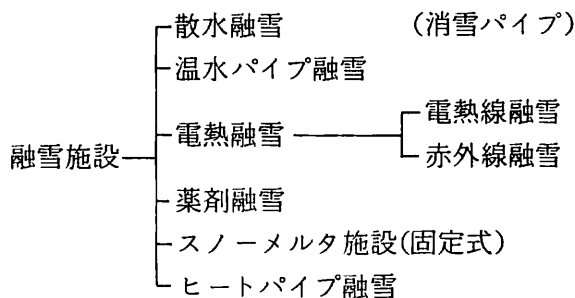 散水融雪 (消雪パイプ)
温水パイプ融雪
電熱線融雪
電熱融雪
融雪施設
赤外線融雪
薬剤融雪
スノーメルタ施設(固定式)
ヒートパイプ融雪